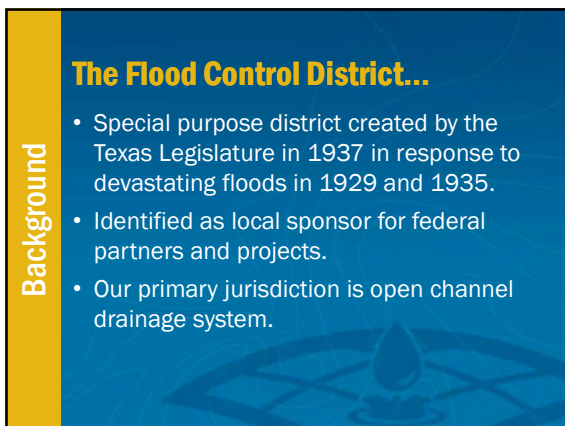 Background
The Flood Control District...
• Special purpose district created by the
Texas Legislature in 1937 in response to
devastating floods in 1929 and 1935.
• Identified as local sponsor for federal
partners and projects.
• Our primary jurisdiction is open channel
drainage system.